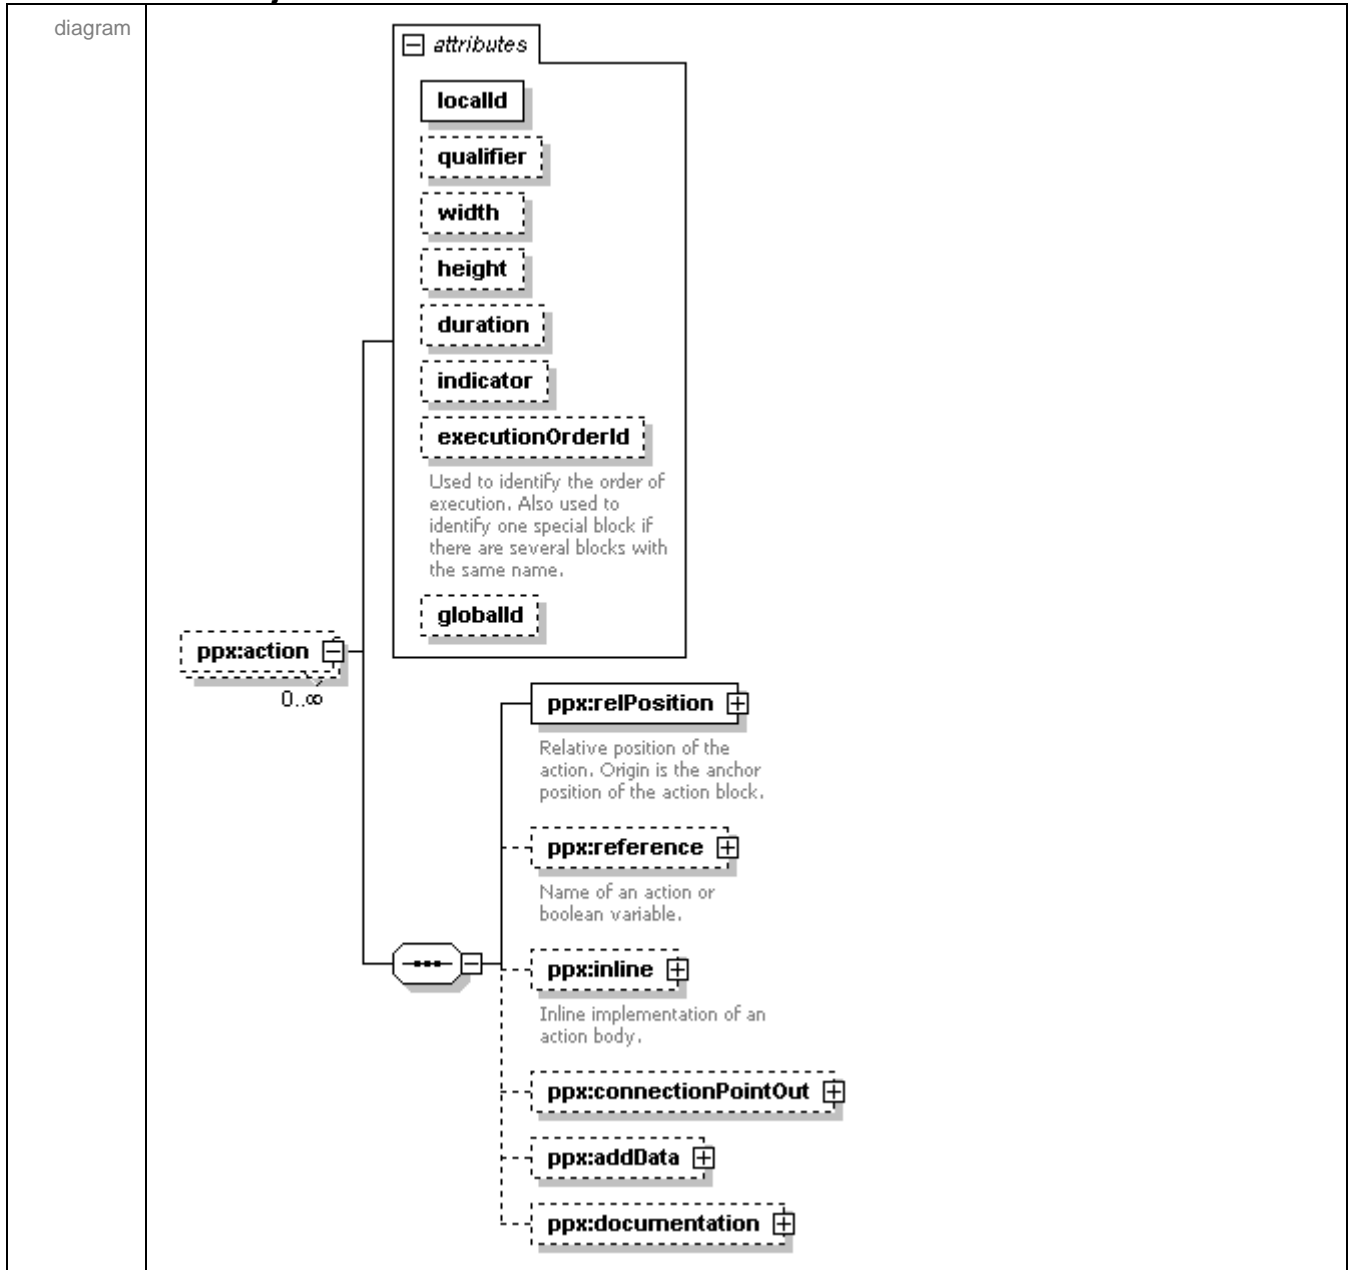 diagram
attributes
localId
qualifier
width
height
duration
indicator
executionOrderId
Used to identify the order of
execution. Also used to
identify one special block if
there are several blocks with
the same name.
globalId
ppx:action
0..∞
ppx:relPosition
Relative position of the
action. Origin is the anchor
position of the action block.
ppx:reference
Name of an action or
boolean variable.
ppx:inline
Inline implementation of an
action body.
ppx:connectionPointOut
ppx:addData
ppx:documentation